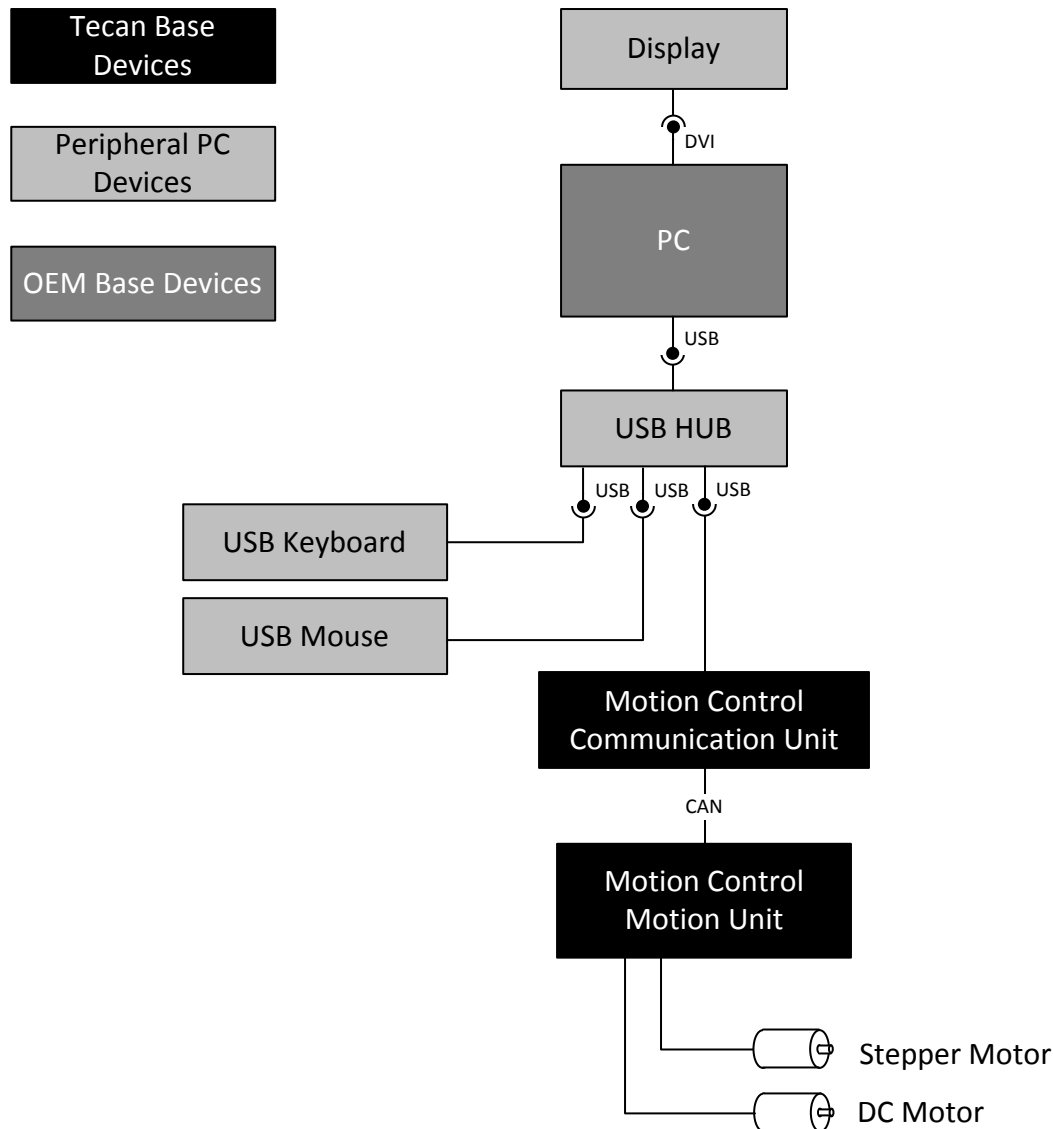 Tecan Base
Devices
Peripheral PC
Devices
OEM Base Devices
Display
DVI
PC
USB
USB HUB
USB
USB
USB
USB Keyboard
USB Mouse
Motion Control
Communication Unit
CAN
Motion Control
Motion Unit
Stepper Motor
DC Motor